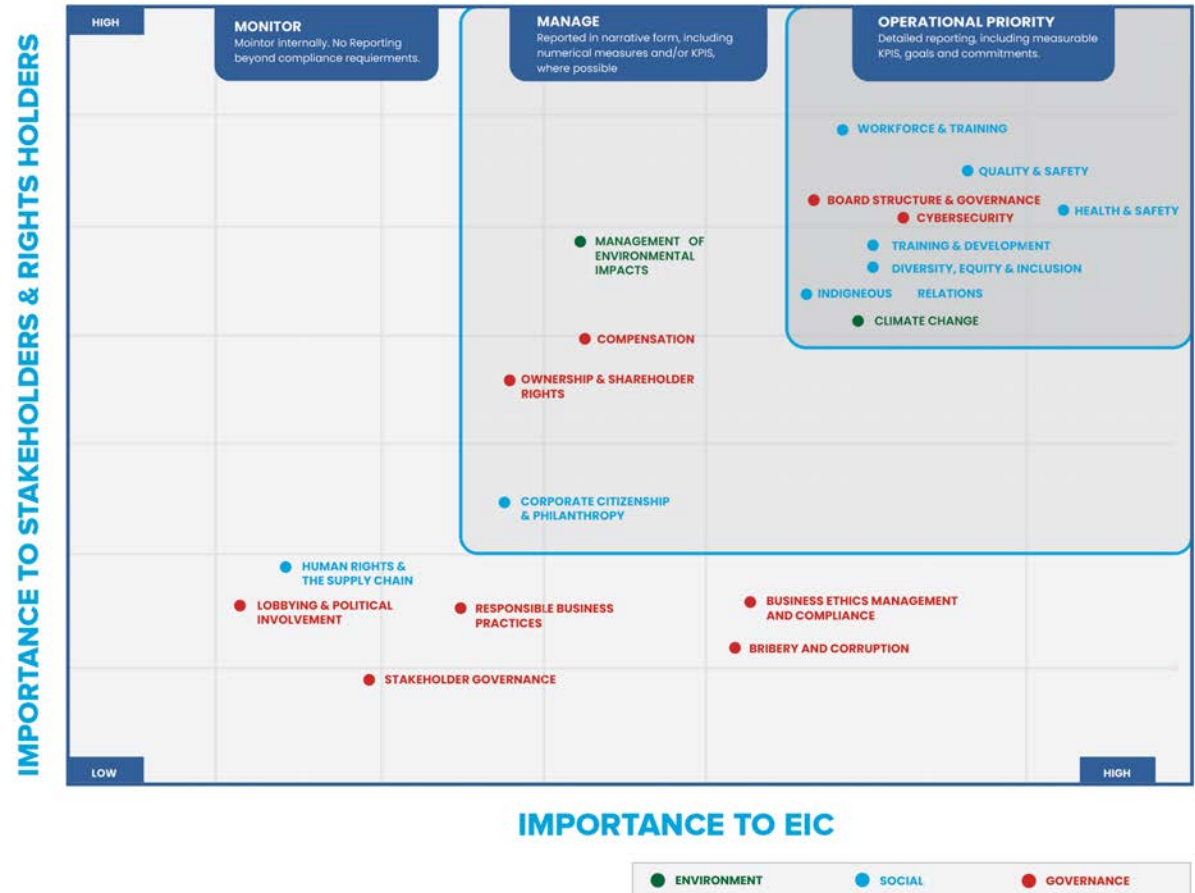 HIGH
MONITOR
Mointor internally. No Reporting
beyond compliance requierments.
MANAGE
Reported in narrative form, including
numerical measures and/or KPIS,
where possible
OPERATIONAL PRIORITY
Detailed reporting, including measurable
KPIS, goals and commitments.
IMPORTANCE TO STAKEHOLDERS & RIGHTS HOLDERS
WORKFORCE & TRAINING
QUALITY & SAFETY
BOARD STRUCTURE & GOVERNANCE
HEALTH & SAFETY
CYBERSECURITY
MANAGEMENT OF
ENVIRONMENTAL
IMPACTS
TRAINING & DEVELOPMENT
DIVERSITY, EQUITY & INCLUSION
INDIGNEOUS RELATIONS
CLIMATE CHANGE
COMPENSATION
OWNERSHIP & SHAREHOLDER
RIGHTS
CORPORATE CITIZENSHIP
& PHILANTHROPY
HUMAN RIGHTS &
THE SUPPLY CHAIN
LOBBYING & POLITICAL
INVOLVEMENT
RESPONSIBLE BUSINESS
PRACTICES
BUSINESS ETHICS MANAGEMENT
AND COMPLIANCE
BRIBERY AND CORRUPTION
STAKEHOLDER GOVERNANCE
LOW
HIGH
IMPORTANCE TO EIC
ENVIRONMENT
SOCIAL
GOVERNANCE